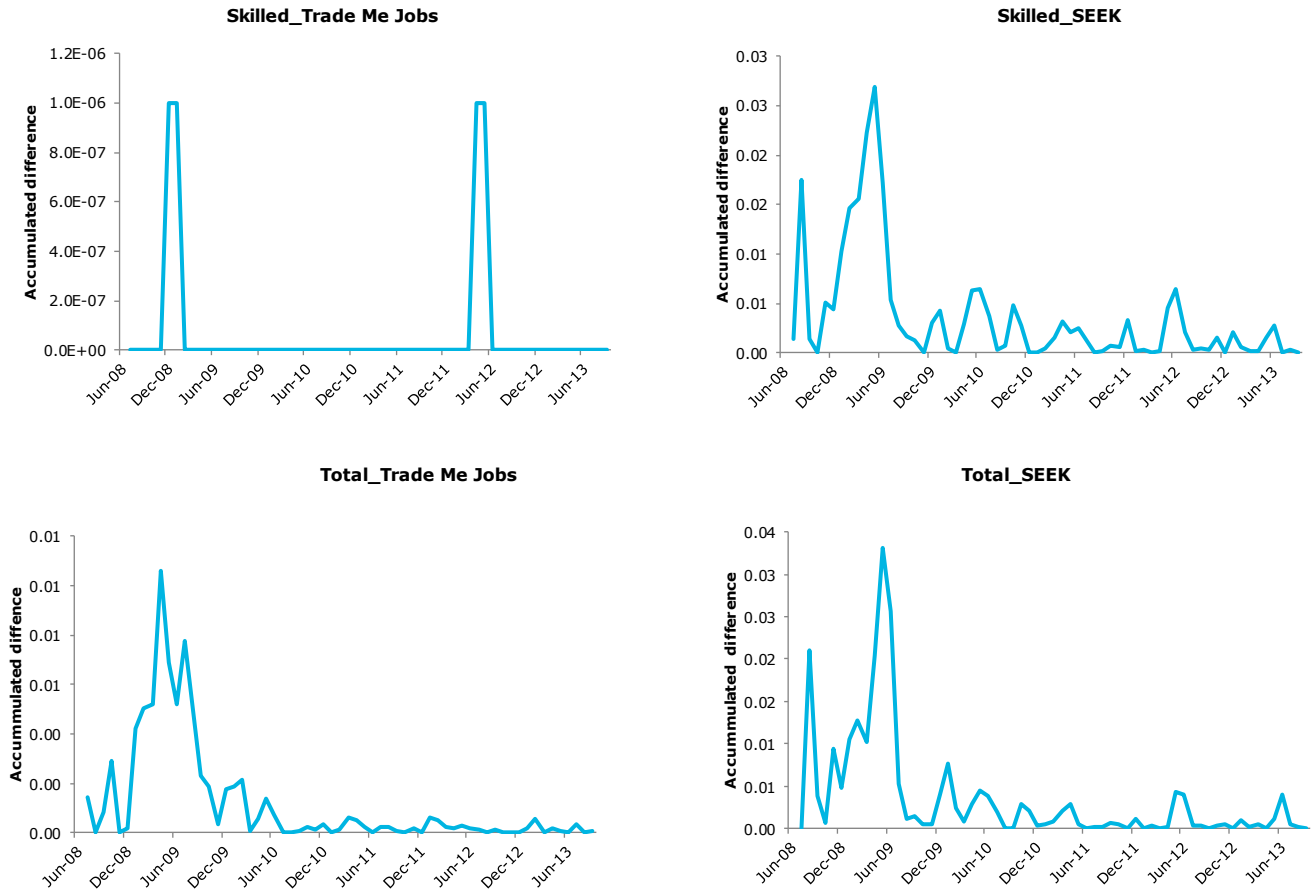 Skilled_Trade Me Jobs
Accumulated difference
1.2E-06
1.0E-06
8.0E-07
6.0E-07
4.0E-07
2.0E-07
0.0E+00
Jun-08
Dec-08
Jun-09
Dec-09
Jun-10
Dec-10
Jun-11
Dec-11
Jun-12
Dec-12
Jun-13
Skilled_SEEK
Accumulated difference
0.03
0.03
0.02
0.02
0.01
0.01
0.00
Jun-08
Dec-08
Jun-09
Dec-09
Jun-10
Dec-10
Jun-11
Dec-11
Jun-12
Dec-12
Jun-13
Total_Trade Me Jobs
Accummulated diffence
0.01
0.01
0.01
0.01
0.00
0.00
0.00
Jun-08
Dec-08
Jun-09
Dec-09
Jun-10
Dec-10
Jun-11
Dec-11
Jun-12
Dec-12
Jun-13
Total_SEEK
Accummulated difference
0.04
0.03
0.03
0.02
0.02
0.01
0.01
0.00
Jun-08
Dec-08
Jun-09
Dec-09
Jun-10
Dec-10
Jun-11
Dec-11
Jun-12
Dec-12
Jun-13